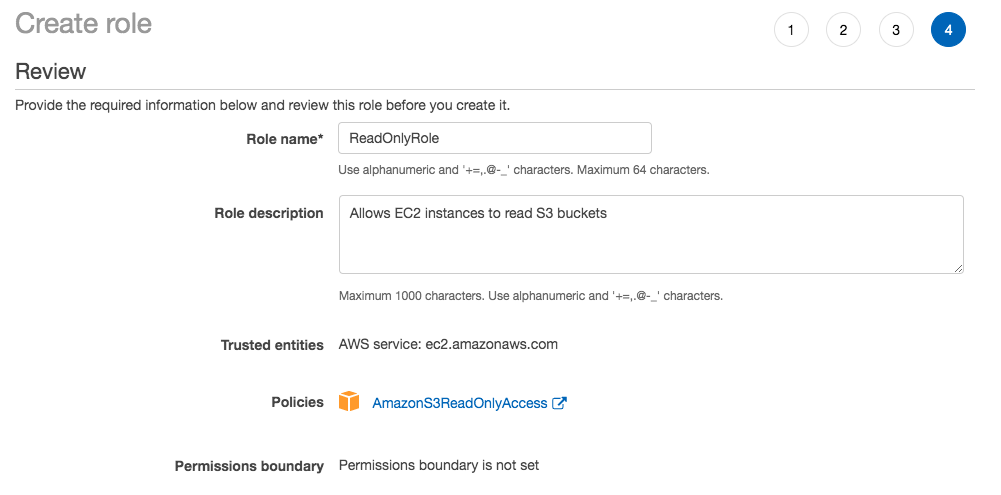 Create role
1 2 3 4
Review
Provide the required information below and review this role before you create it.
Role name* ReadOnlyRole
Use alphanumeric and '+=,.@-_' characters. Maximum 64 characters.
Role description Allows EC2 instances to read S3 buckets
Maximum 1000 characters. Use alphanumeric and '+=,.@-_' characters.
Trusted entities AWS service: ec2.amazonaws.com
Policies AmazonS3ReadOnlyAccess
Permissions boundary Permissions boundary is not set